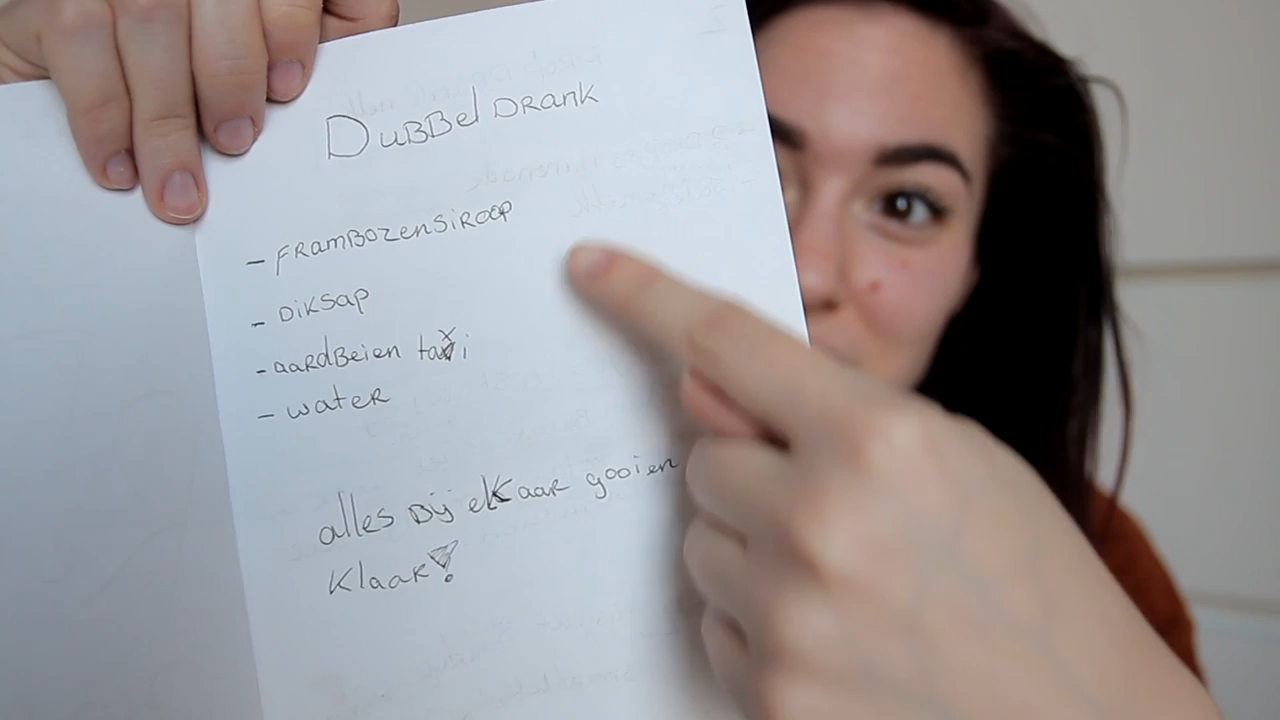 DUBBel DRANK
- FRAMBOZENSIROOP
- DIKSAP
- AARDBeien taxi
- WATER
alles BIJ elKAAR gooien
KlAAR!